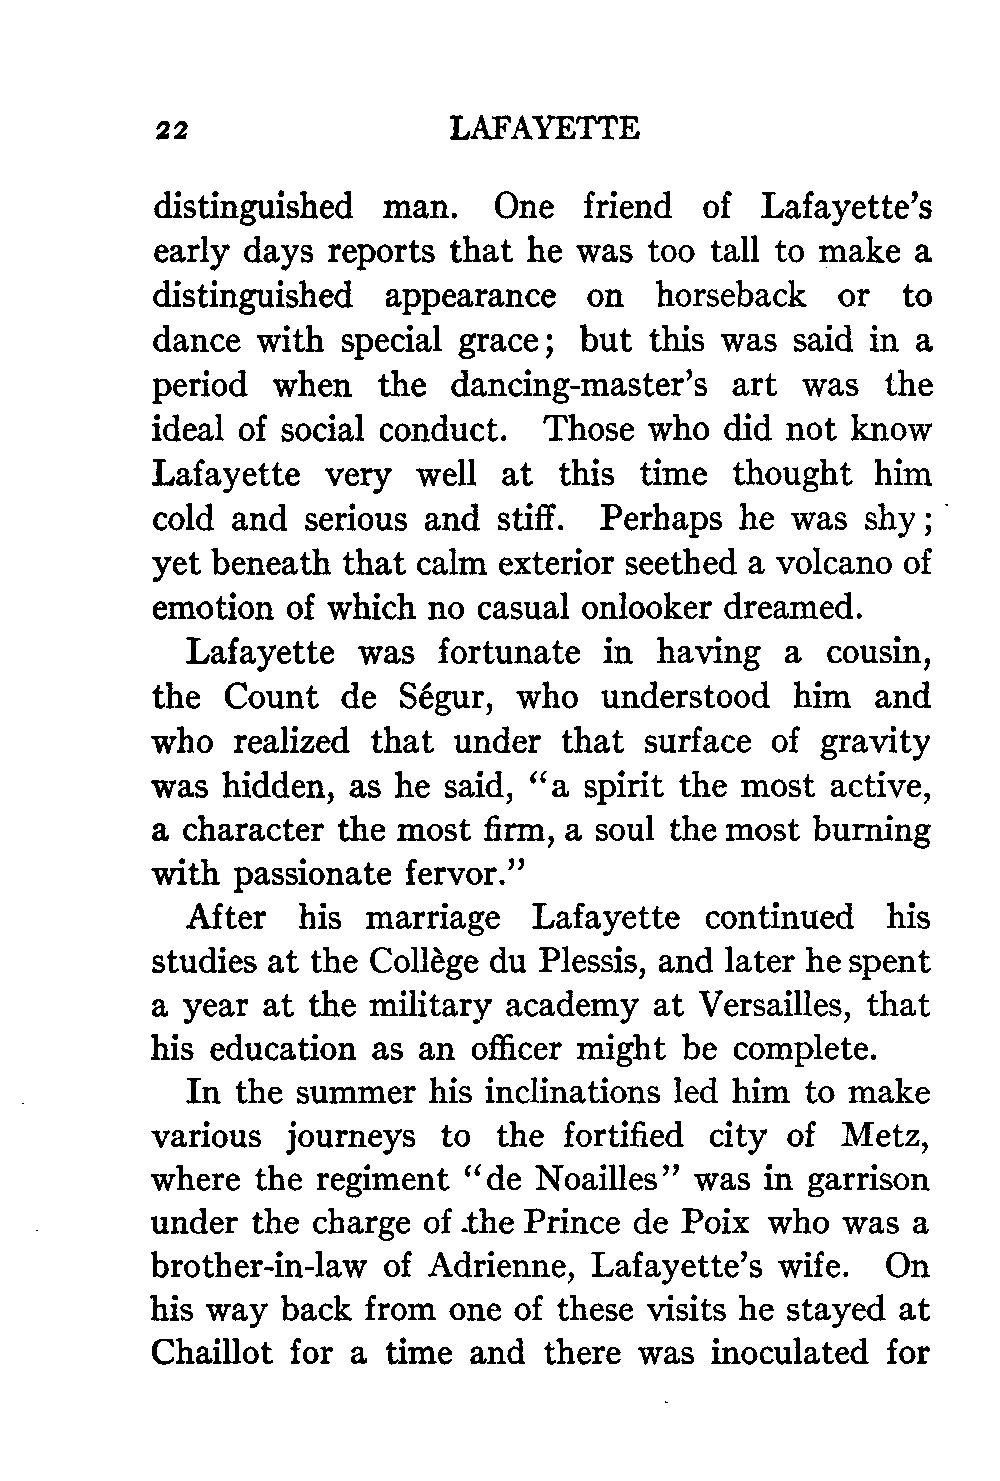 22 LAFAYETTE
distinguished man. One friend of Lafayette's
early days reports that he was too tall to make a
distinguished appearance on horseback or to
dance with special grace; but this was said in a
period when the dancing-master's art was the
ideal of social conduct. Those who did not know
Lafayette very well at this time thought him
cold and serious and stiff. Perhaps he was shy;
yet beneath that calm exterior seethed a volcano of
emotion of which no casual onlooker dreamed.
Lafayette was fortunate in having a cousin,
the Count de Ségur, who understood him and
who realized that under that surface of gravity
was hidden, as he said, "a spirit the most active,
a character the most firm, a soul the most burning
with passionate fervor."
After his marriage Lafayette continued his
studies at the Collège du Plessis, and later he spent
a year at the military academy at Versailles, that
his education as an officer might be complete.
In the summer his inclinations led him to make
various journeys to the fortified city of Metz,
where the regiment "de Noailles" was in garrison
under the charge of the Prince de Poix who was a
brother-in-law of Adrienne, Lafayette's wife. On
his way back from one of these visits he stayed at
Chaillot for a time and there was inoculated for